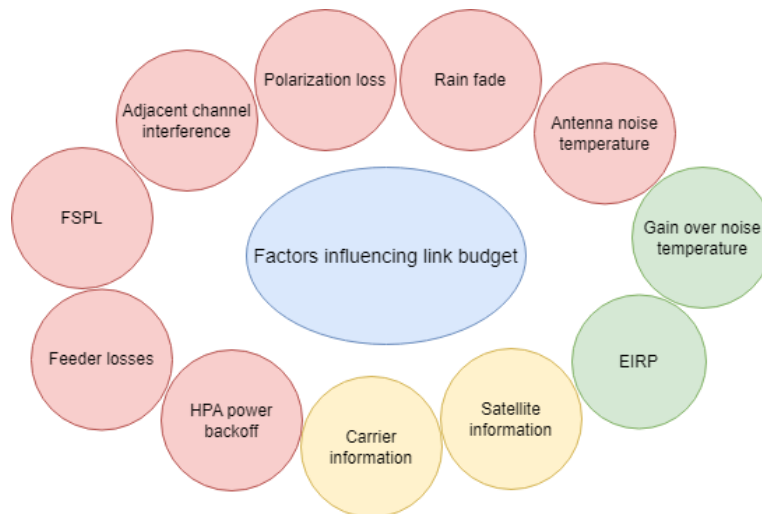 Polarization loss
Rain fade
Adjacent channel
interference
Antenna noise
temperature
FSPL
Gain over noise
temperature
Factors influencing link budget
Feeder losses
EIRP
HPA power
backoff
Carrier
information
Satellite
information